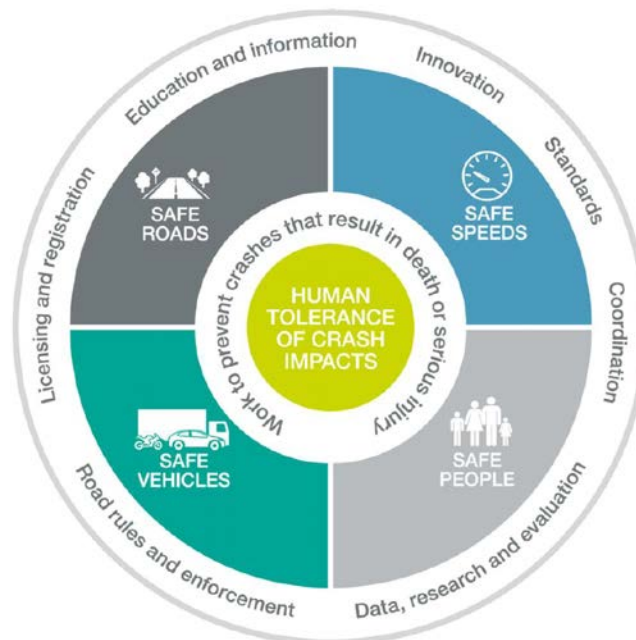 Education and information
Innovation
Standards
Coordination
Data, research and evaluation
Road rules and enforcement
Licensing and registration
SAFE
ROADS
SAFE
SPEEDS
SAFE
VEHICLES
SAFE
PEOPLE
Work to prevent crashes that result in death or serious injury
HUMAN
TOLERANCE
OF CRASH
IMPACTS